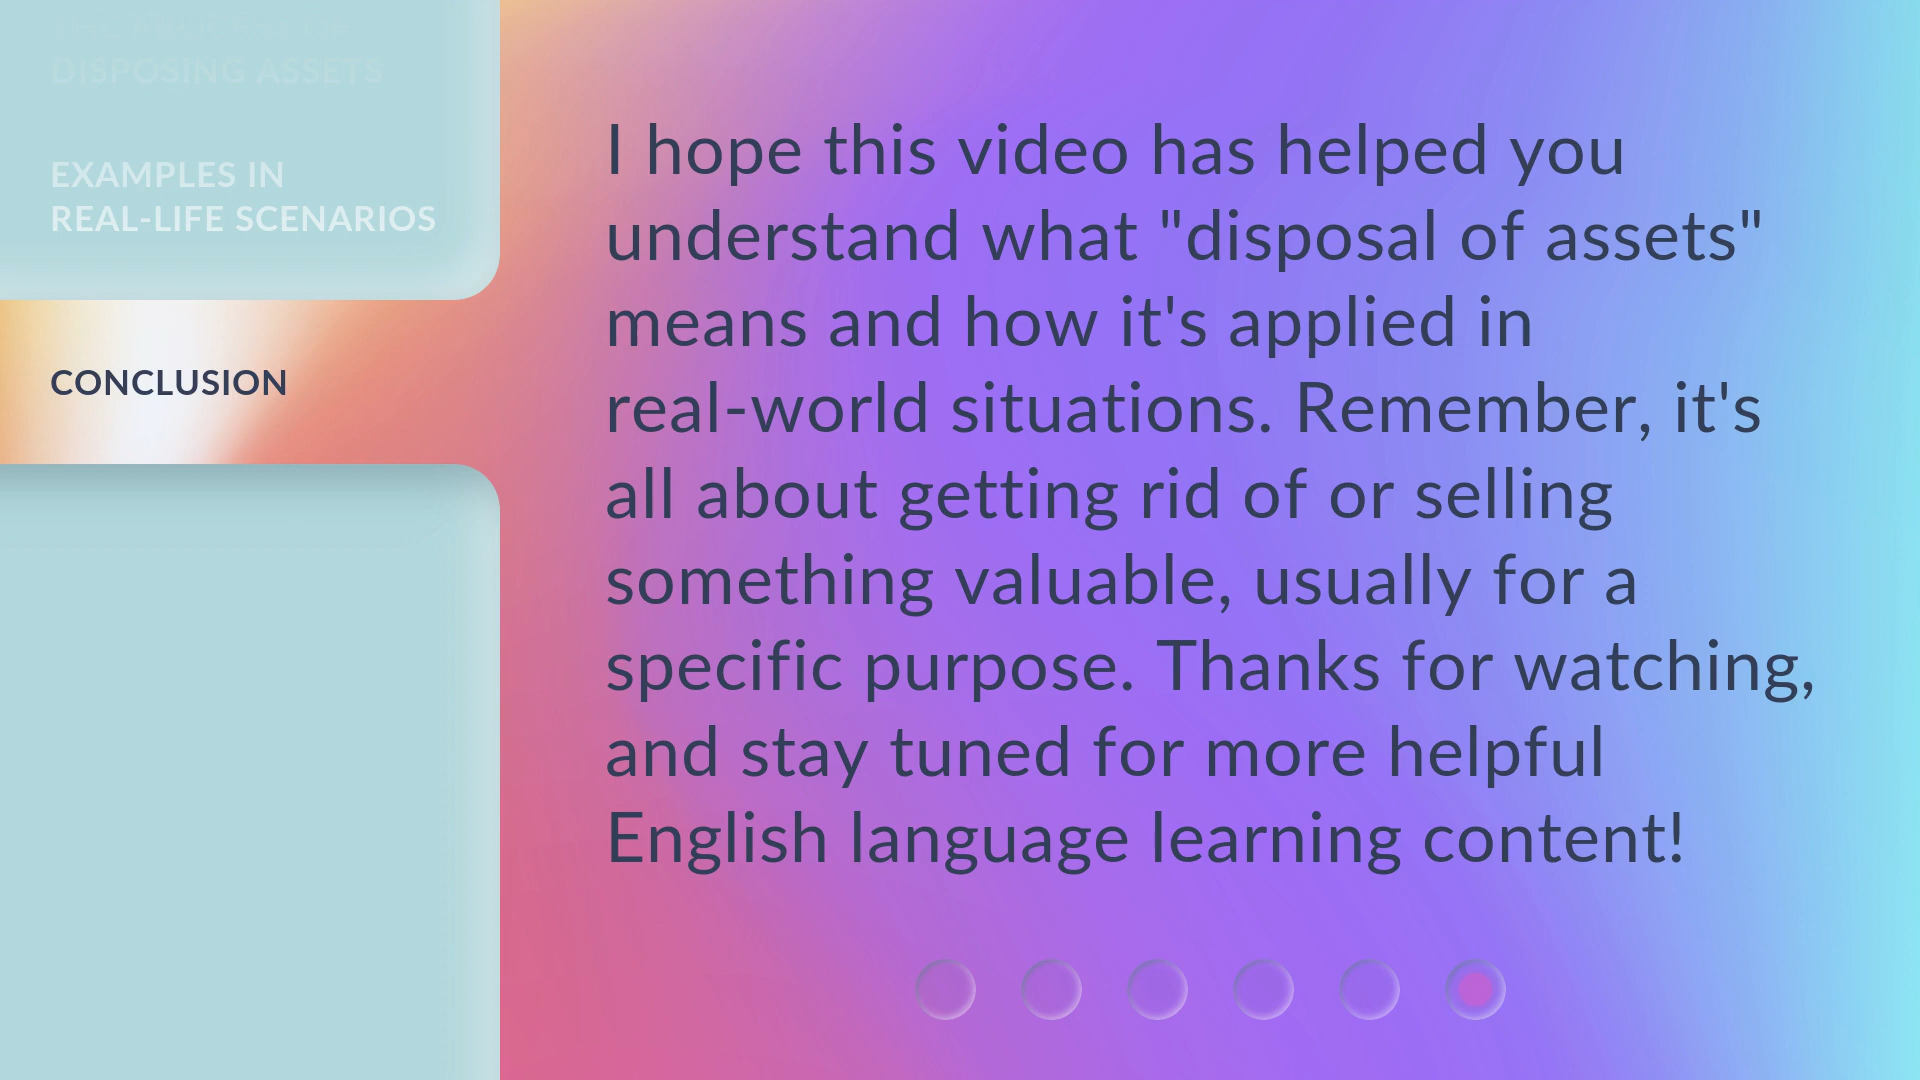 DISPOSING ASSETS
EXAMPLES IN
REAL-LIFE SCENARIOS
CONCLUSION
I hope this video has helped you
understand what "disposal of assets"
means and how it's applied in
real-world situations. Remember, it's
all about getting rid of or selling
something valuable, usually for a
specific purpose. Thanks for watching,
and stay tuned for more helpful
English language learning content!